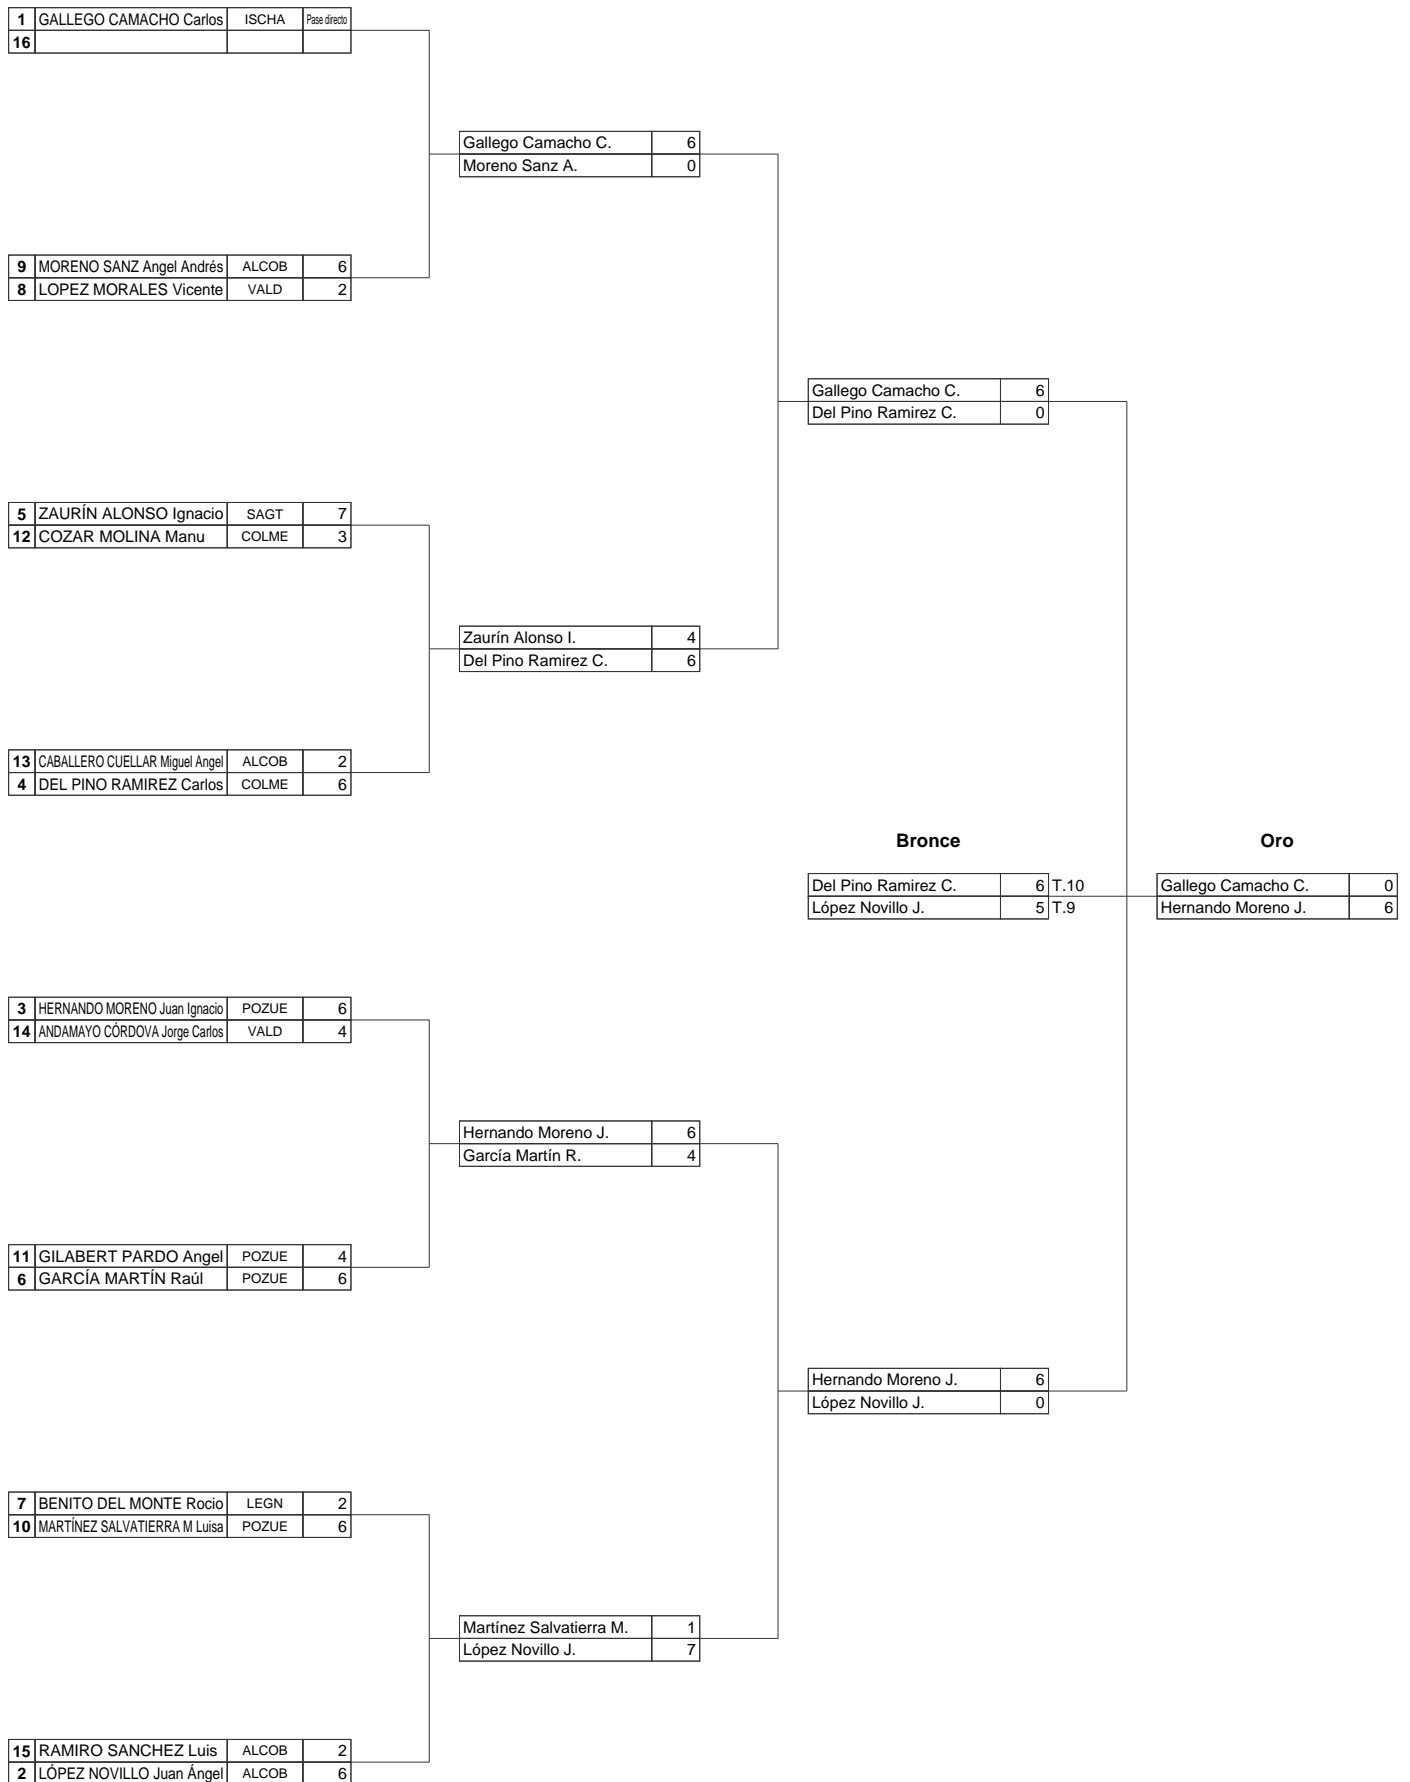 1 GALLEGO CAMACHO Carlos ISCHA Pase directo
16
Gallego Camacho C. 6
Moreno Sanz A. 0
9 MORENO SANZ Angel Andrés ALCOB 6
8 LOPEZ MORALES Vicente VALD 2
Gallego Camacho C. 6
Del Pino Ramirez C. 0
5 ZAURÍN ALONSO Ignacio SAGT 7
12 COZAR MOLINA Manu COLME 3
Zaurín Alonso I. 4
Del Pino Ramirez C. 6
13 CABALLERO CUELLAR Miguel Angel ALCOB 2
4 DEL PINO RAMIREZ Carlos COLME 6
Bronce Oro
Del Pino Ramirez C. 6 T.10 Gallego Camacho C. 0
López Novillo J. 5 T.9 Hernando Moreno J. 6
3 HERNANDO MORENO Juan Ignacio POZUE 6
14 ANDAMAYO CÓRDOVA Jorge Carlos VALD 4
Hernando Moreno J. 6
García Martín R. 4
11 GILABERT PARDO Angel POZUE 4
6 GARCÍA MARTÍN Raúl POZUE 6
Hernando Moreno J. 6
López Novillo J. 0
7 BENITO DEL MONTE Rocio LEGN 2
10 MARTÍNEZ SALVATIERRA M Luisa POZUE 6
Martínez Salvatierra M. 1
López Novillo J. 7
15 RAMIRO SANCHEZ Luis ALCOB 2
2 LÓPEZ NOVILLO Juan Ángel ALCOB 6